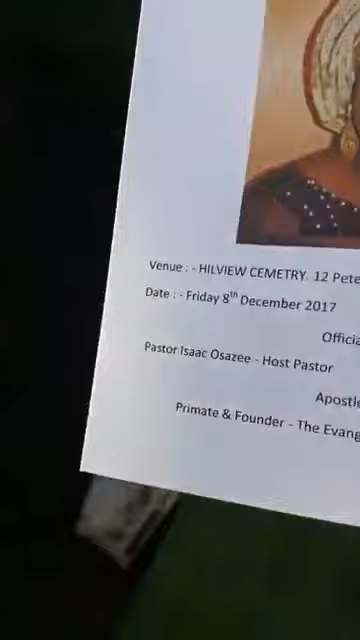 Venue : - HILVIEW CEMETRY. 12 Pete
Date : - Friday 8th December 2017
Officia
Pastor Isaac Osazee - Host Pastor
Apostle
Primate & Founder - The Evang